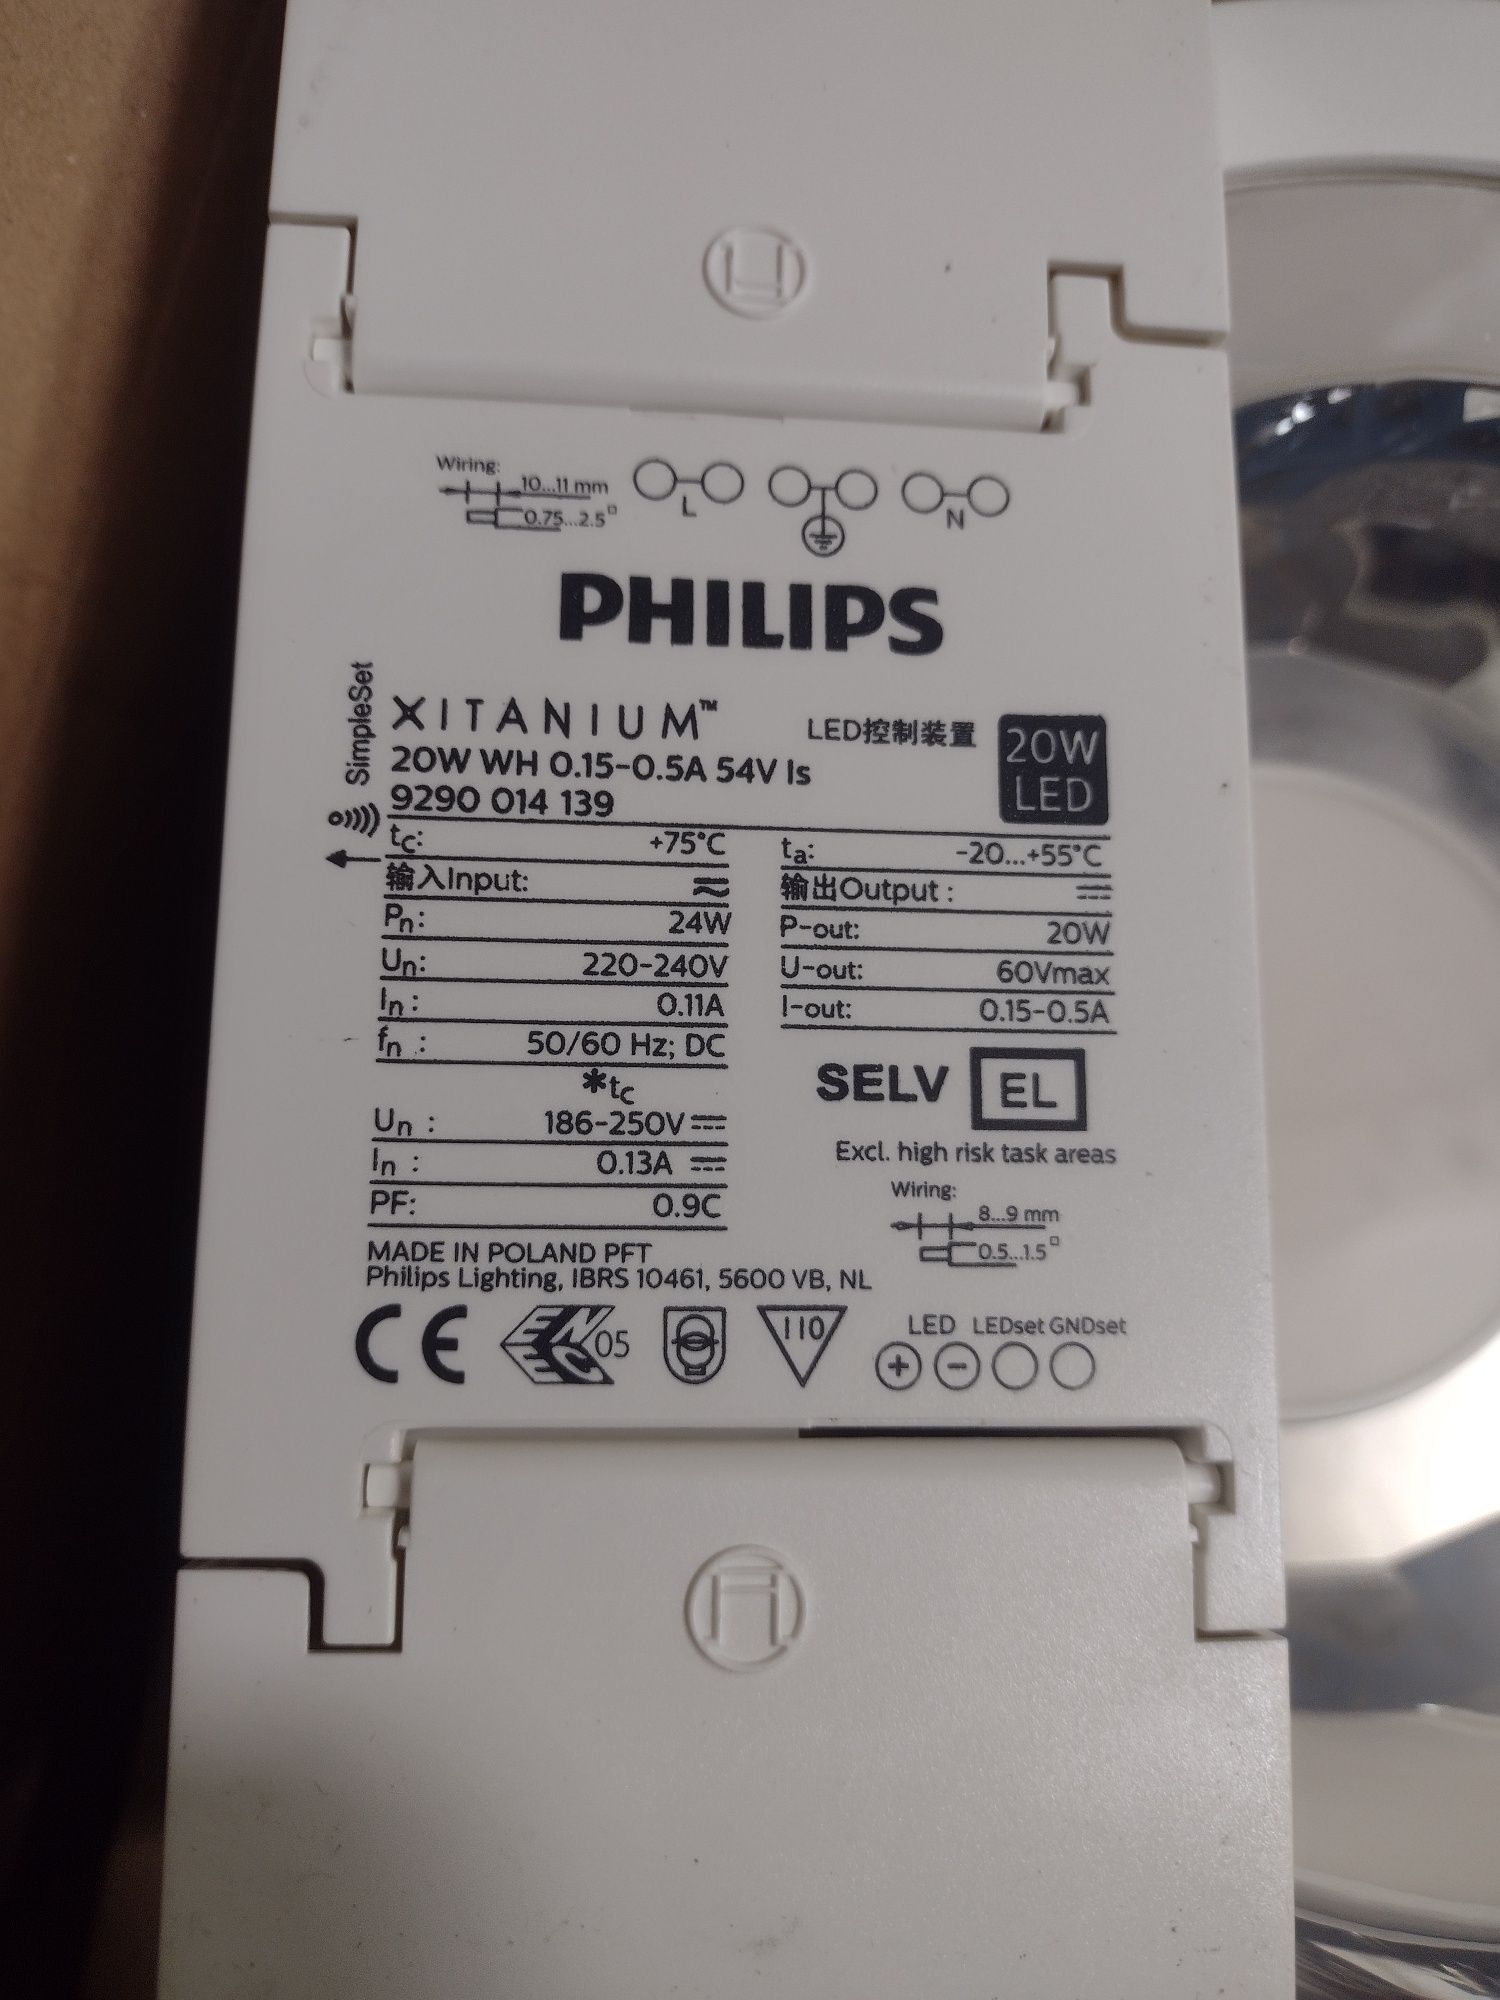 Wiring:
10...11 mm
0.75...2.5□
L
N
PHILIPS
SimpleSet
XITANIUM™
LED控制装置
20W
LED
20W WH 0.15-0.5A 54V Is
9290 014 139
tc: +75°C
ta: -20...+55°C
输入Input:
输出Output :
Pn: 24W
P-out: 20W
Un: 220-240V
U-out: 60Vmax
In : 0.11A
I-out: 0.15-0.5A
fn : 50/60 Hz; DC
*tc
SELV EL
Un : 186-250V
In : 0.13A
PF: 0.9C
Excl. high risk task areas
Wiring:
8...9 mm
0.5...1.5□
MADE IN POLAND PFT
Philips Lighting, IBRS 10461, 5600 VB, NL
CE ENEC 05 110
LED LEDset GNDset
+ −